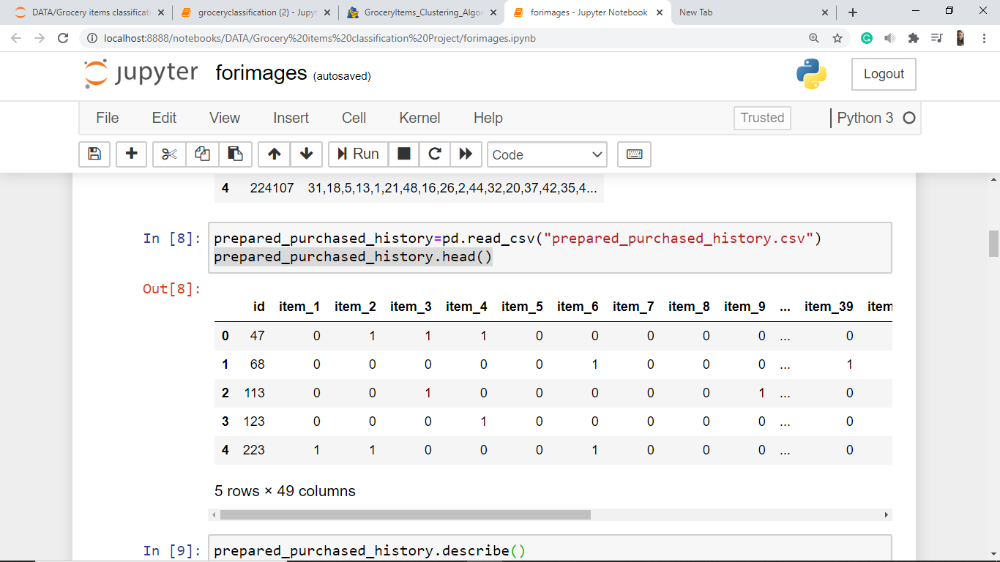 DATA/Grocery items classificati
groceryclassification (2) - Jupyt
GroceryItems_Clustering_Algor
forimages - Jupyter Notebook
New Tab
localhost:8888/notebooks/DATA/Grocery%20items%20classification%20Project/forimages.ipynb
jupyter forimages (autosaved)
Logout
File Edit View Insert Cell Kernel Help
Trusted
Python 3
Run
Code
4 224107 31,18,5,13,1,21,48,16,26,2,44,32,20,37,42,35,4...
In [8]: prepared_purchased_history=pd.read_csv("prepared_purchased_history.csv")
prepared_purchased_history.head()
Out[8]:
id item_1 item_2 item_3 item_4 item_5 item_6 item_7 item_8 item_9 ... item_39 item
0 47 0 1 1 1 0 0 0 0 0 ... 0
1 68 0 0 0 0 0 1 0 0 0 ... 1
2 113 0 0 1 0 0 0 0 0 1 ... 0
3 123 0 0 0 1 0 0 0 0 0 ... 0
4 223 1 1 0 0 0 1 0 0 0 ... 0
5 rows × 49 columns
In [9]: prepared_purchased_history.describe()